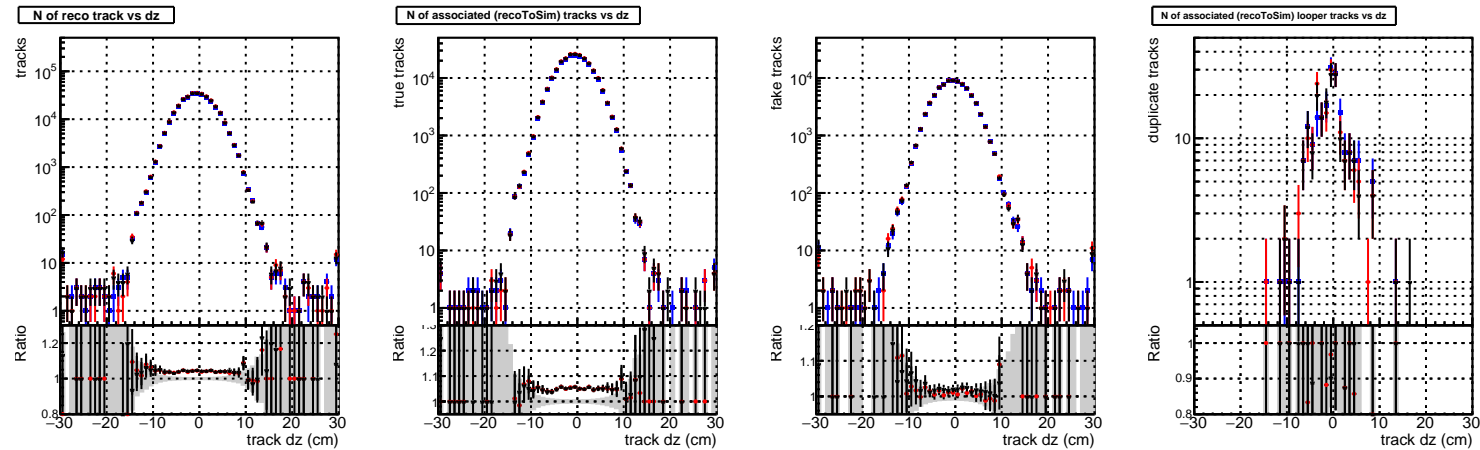 N of reco track vs dz
tracks
10⁵
10⁴
10³
10²
10
1
Ratio
1.2
1
0.8
−30 −20 −10 0 10 20 30
track dz (cm)
N of associated (recoToSim) tracks vs dz
true tracks
10⁴
10³
10²
10
1
Ratio
1.3
1.2
1.1
1
−30 −20 −10 0 10 20 30
track dz (cm)
fake tracks
10⁴
10³
10²
10
1
Ratio
1.2
1.1
1
−30 −20 −10 0 10 20 30
track dz (cm)
N of associated (recoToSim) looper tracks vs dz
duplicate tracks
10
1
Ratio
1
0.9
0.8
−30 −20 −10 0 10 20 30
track dz (cm)